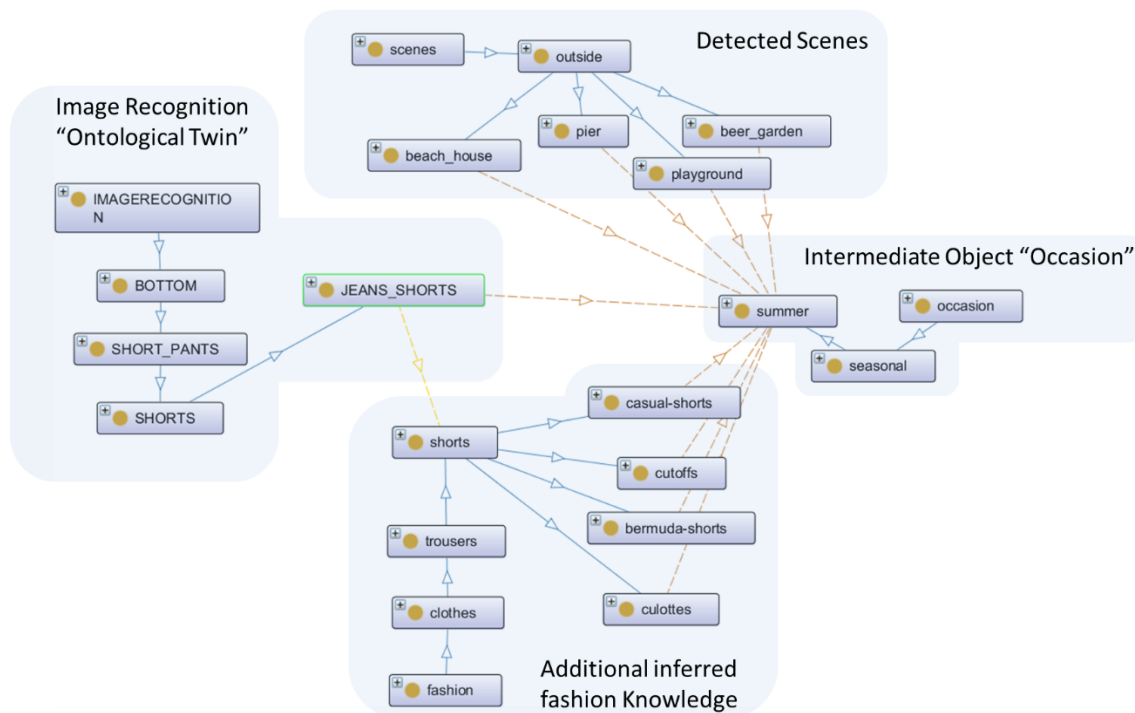 Detected Scenes
scenes
outside
pier
beer_garden
beach_house
playground
Image Recognition
“Ontological Twin”
IMAGERECOGNITIO
N
BOTTOM
SHORT_PANTS
SHORTS
JEANS_SHORTS
Intermediate Object “Occasion”
summer
occasion
seasonal
casual-shorts
shorts
cutoffs
bermuda-shorts
trousers
culottes
clothes
fashion
Additional inferred
fashion Knowledge